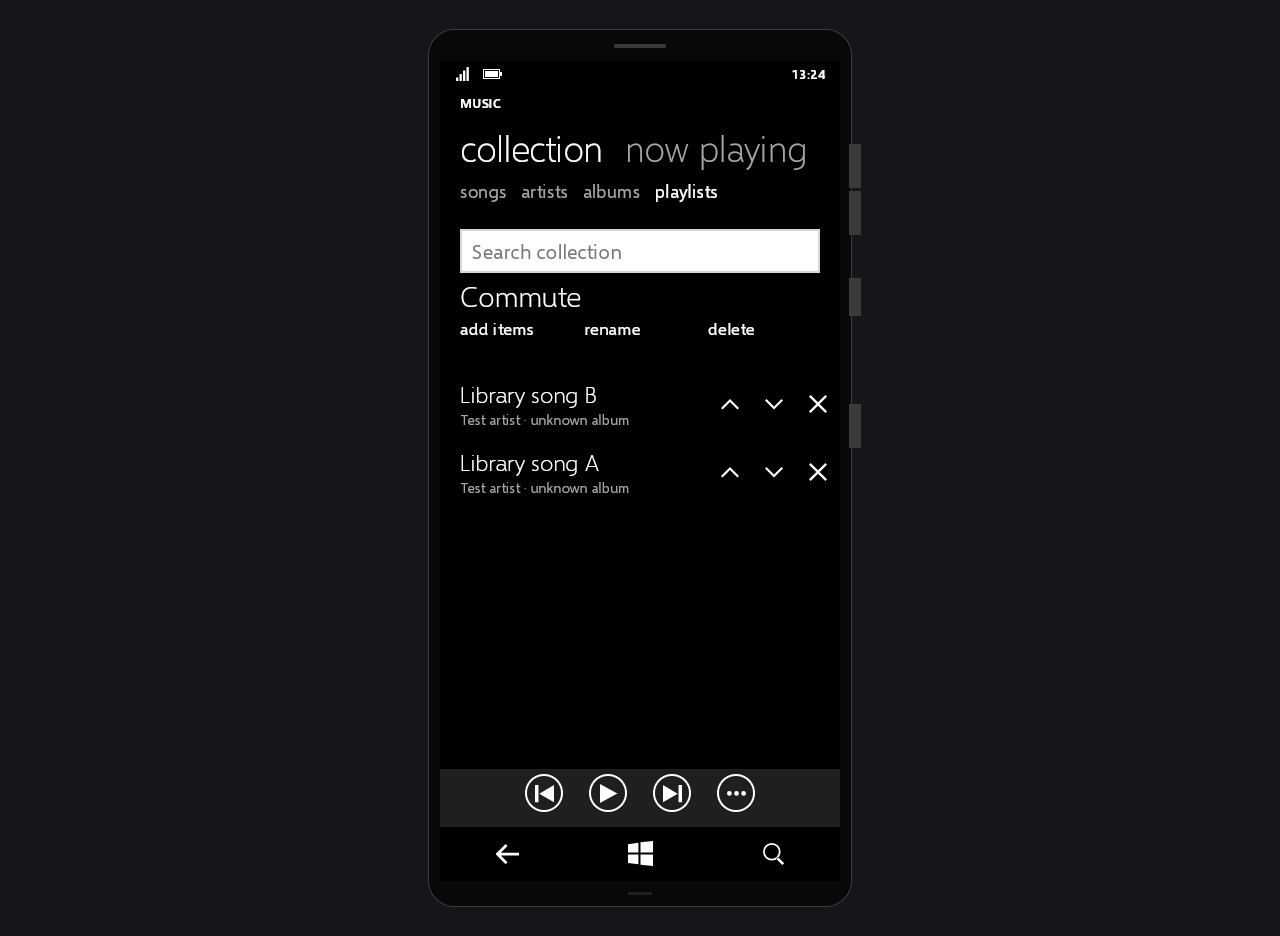 13:24
MUSIC
collection now playing
songs artists albums playlists
Search collection
Commute
add items rename delete
Library song B
Test artist · unknown album
Library song A
Test artist · unknown album